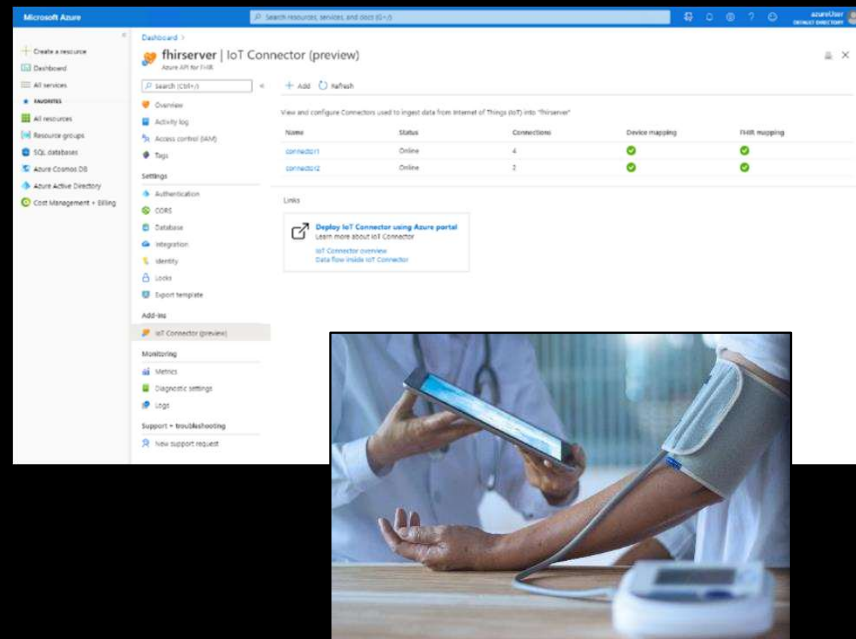 Microsoft Azure
Search resources, services, and docs (G+/)
azureUser
DEFAULT DIRECTORY
Create a resource
Dashboard
All services
FAVORITES
All resources
Resource groups
SQL databases
Azure Cosmos DB
Azure Active Directory
Cost Management + Billing
Dashboard >
fhirserver | IoT Connector (preview)
Azure API for FHIR
Search (Ctrl+/)
Overview
Activity log
Access control (IAM)
Tags
Settings
Authentication
CORS
Database
Integration
Identity
Locks
Export template
Add-ins
IoT Connector (preview)
Monitoring
Metrics
Diagnostic settings
Logs
Support + troubleshooting
New support request
Add Refresh
View and configure Connectors used to ingest data from Internet of Things (IoT) into "fhirserver"
Name Status Connections Device mapping FHIR mapping
connector1 Online 4
connector2 Online 2
Links
Deploy IoT Connector using Azure portal
Learn more about IoT Connector
IoT Connector overview
Data flow inside IoT Connector